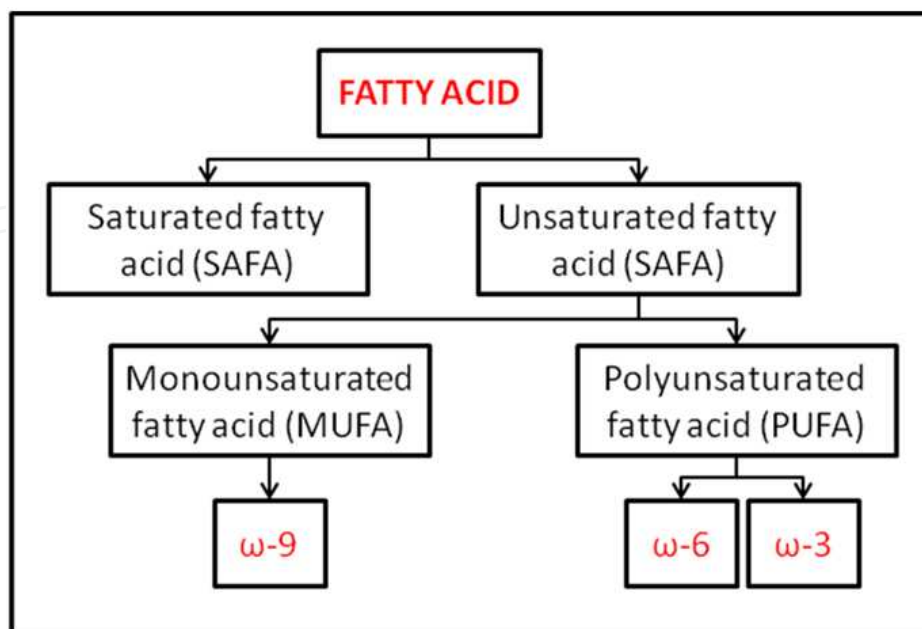 FATTY ACID
Saturated fatty
acid (SAFA)
Unsaturated fatty
acid (SAFA)
Monounsaturated
fatty acid (MUFA)
Polyunsaturated
fatty acid (PUFA)
ω-9
ω-6
ω-3